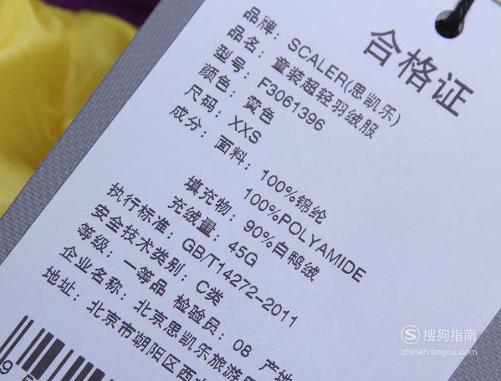 合格证
品牌：SCALER(思凯乐)
品名：童装超轻羽绒服
型号：F3061396
颜色：黄色
尺码：XXS
成分：面料：100%锦纶
100%POLYAMIDE
填充物：90%白鸭绒
充绒量：45G
执行标准：GB/T14272-2011
安全技术类别：C类
等级：一等品 检验员：08 产地
企业名称：北京思凯乐旅游
地址：北京市朝阳区西
搜狗指南
zhinan.sogou.com